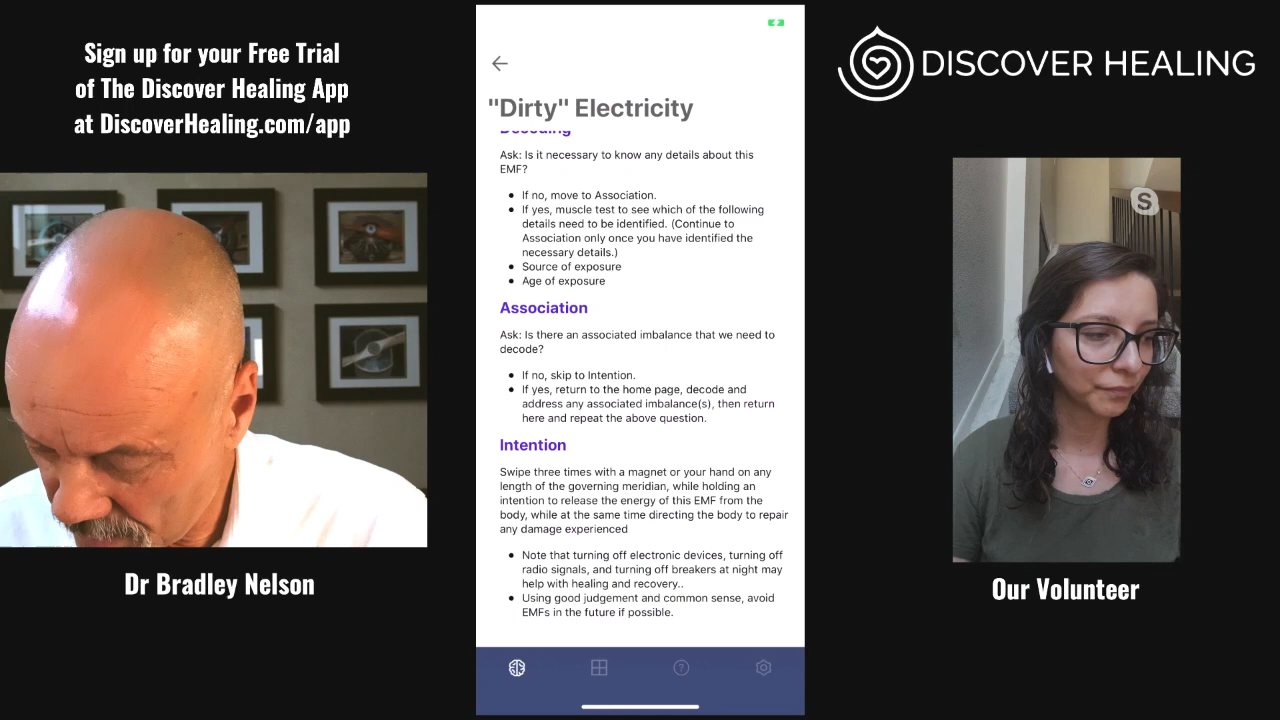 Sign up for your Free Trial
of The Discover Healing App
at DiscoverHealing.com/app
Dr Bradley Nelson
"Dirty" Electricity
Decoding
Ask: Is it necessary to know any details about this
EMF?
• If no, move to Association.
• If yes, muscle test to see which of the following
details need to be identified. (Continue to
Association only once you have identified the
necessary details.)
• Source of exposure
• Age of exposure
Association
Ask: Is there an associated imbalance that we need to
decode?
• If no, skip to Intention.
• If yes, return to the home page, decode and
address any associated imbalance(s), then return
here and repeat the above question.
Intention
Swipe three times with a magnet or your hand on any
length of the governing meridian, while holding an
intention to release the energy of this EMF from the
body, while at the same time directing the body to repair
any damage experienced
• Note that turning off electronic devices, turning off
radio signals, and turning off breakers at night may
help with healing and recovery..
• Using good judgement and common sense, avoid
EMFs in the future if possible.
?
DISCOVER HEALING
S
Our Volunteer